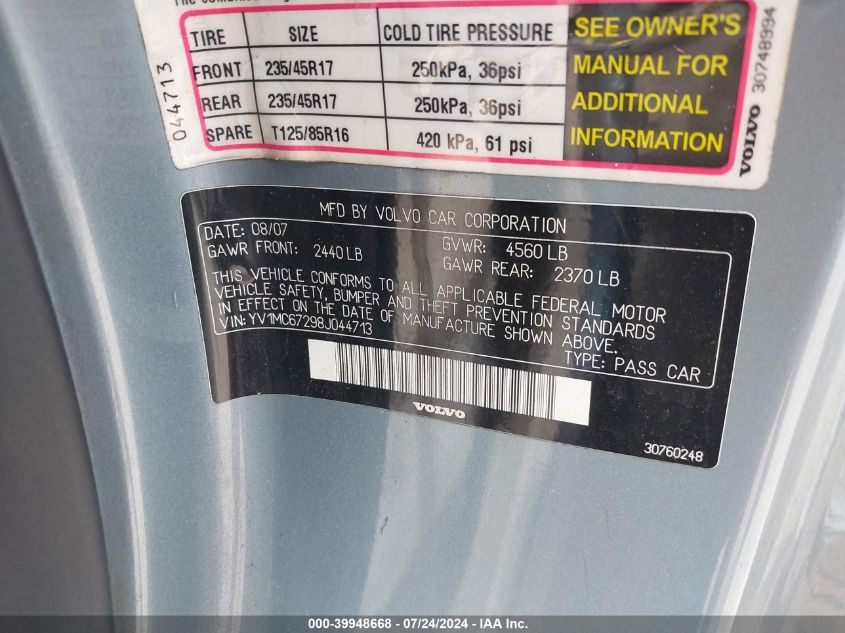 The combined
TIRE SIZE COLD TIRE PRESSURE
FRONT 235/45R17 250kPa, 36psi
REAR 235/45R17 250kPa, 36psi
SPARE T125/85R16 420 kPa, 61 psi
SEE OWNER'S
MANUAL FOR
ADDITIONAL
INFORMATION
044713
VOLVO 30748994
MFD BY VOLVO CAR CORPORATION
DATE: 08/07 GVWR: 4560 LB
GAWR FRONT: 2440 LB GAWR REAR: 2370 LB
THIS VEHICLE CONFORMS TO ALL APPLICABLE FEDERAL MOTOR
VEHICLE SAFETY, BUMPER AND THEFT PREVENTION STANDARDS
IN EFFECT ON THE DATE OF MANUFACTURE SHOWN ABOVE.
VIN: YV1MC67298J044713
TYPE: PASS CAR
VOLVO
30760248
000-39948668 - 07/24/2024 - IAA Inc.